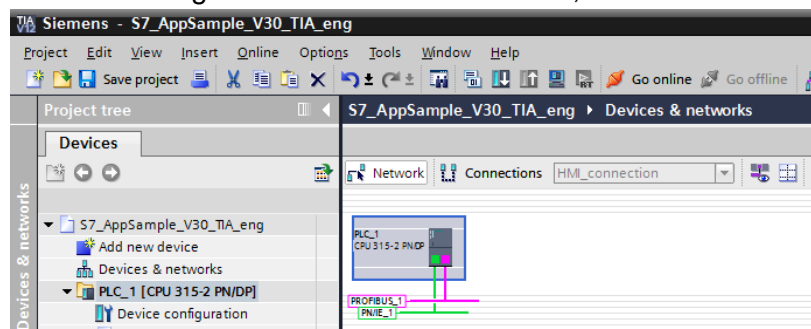 Siemens - S7_AppSample_V30_TIA_eng
Project Edit View Insert Online Options Tools Window Help
Save project Go online Go offline
Project tree
S7_AppSample_V30_TIA_eng ▸ Devices & networks
Devices
Network Connections HMI_connection
S7_AppSample_V30_TIA_eng
Add new device
Devices & networks
PLC_1 [CPU 315-2 PN/DP]
Device configuration
Devices & networks
PLC_1
CPU 315-2 PN/DP
PROFIBUS_1
PN/IE_1